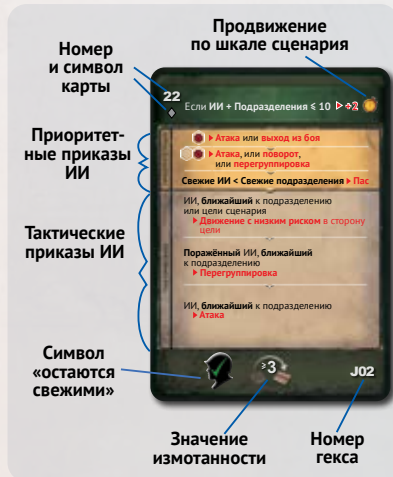 Продвижение
по шкале сценария
Номер
и символ
карты
22
Если ИИ + Подразделения ≤ 10 ▷+2
Приоритет-
ные приказы
ИИ
▶ Атака или выход из боя
▶ Атака, или поворот,
или перегруппировка
Свежие ИИ < Свежие подразделения ▶ Пас
Тактические
приказы ИИ
ИИ, ближайший к подразделению
или цели сценария
▶ Движение с низким риском в сторону
цели
Поражённый ИИ, ближайший
к подразделению
▶ Перегруппировка
ИИ, ближайший к подразделению
▶ Атака
Символ
«остаются
свежими»
≥3
J02
Значение
измотанности
Номер
гекса